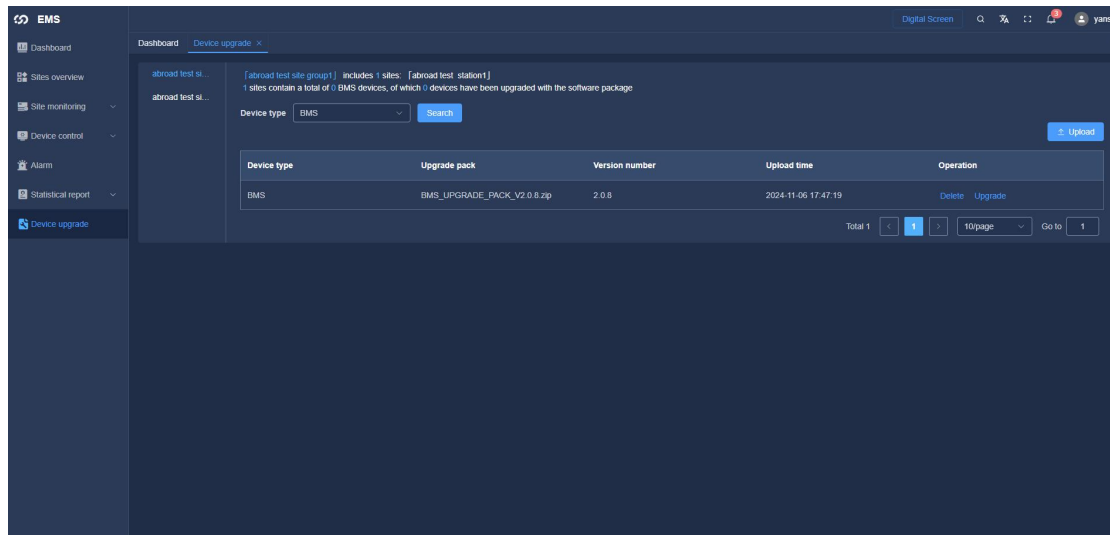 EMS
Digital Screen
3
yans
Dashboard
Sites overview
Site monitoring
Device control
Alarm
Statistical report
Device upgrade
Dashboard Device upgrade ×
abroad test si...
abroad test si...
「abroad test site group1」 includes 1 sites: 「abroad test station1」
1 sites contain a total of 0 BMS devices, of which 0 devices have been upgraded with the software package
Device type BMS Search
Upload
Device type Upgrade pack Version number Upload time Operation
BMS BMS_UPGRADE_PACK_V2.0.8.zip 2.0.8 2024-11-06 17:47:19 Delete Upgrade
Total 1 < 1 > 10/page Go to 1